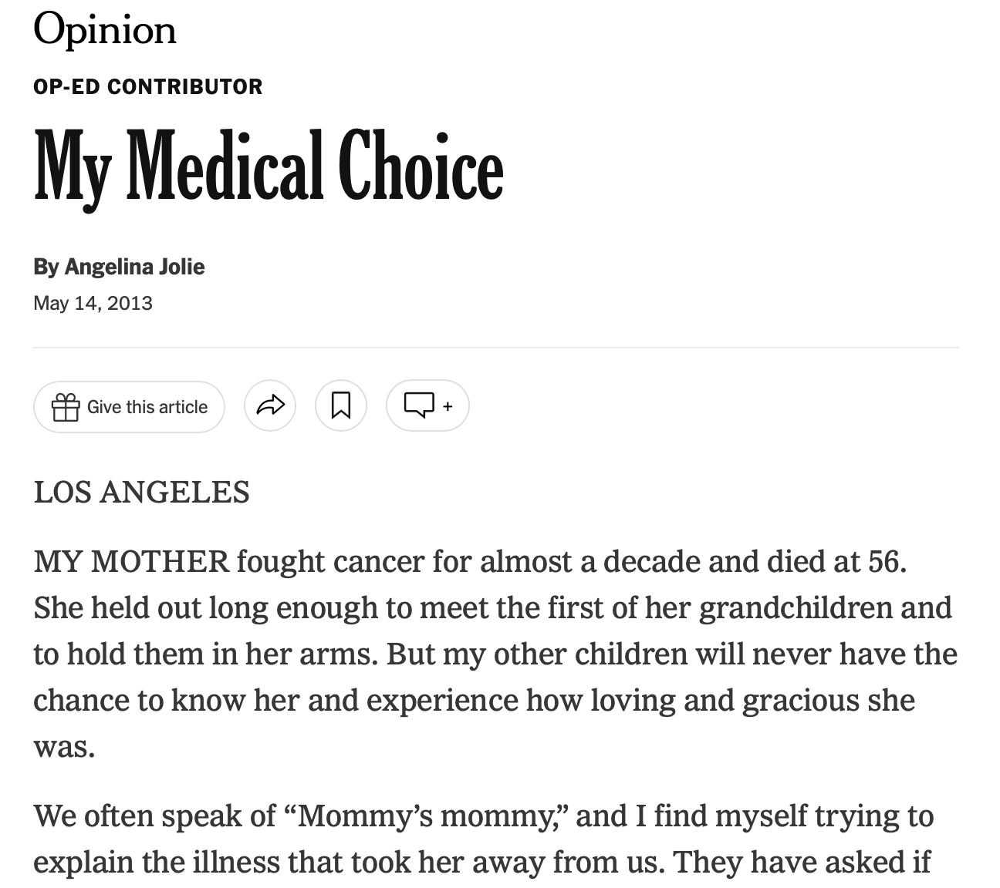 Opinion
OP-ED CONTRIBUTOR
My Medical Choice
By Angelina Jolie
May 14, 2013
Give this article
+
LOS ANGELES
MY MOTHER fought cancer for almost a decade and died at 56.
She held out long enough to meet the first of her grandchildren and
to hold them in her arms. But my other children will never have the
chance to know her and experience how loving and gracious she
was.
We often speak of “Mommy’s mommy,” and I find myself trying to
explain the illness that took her away from us. They have asked if